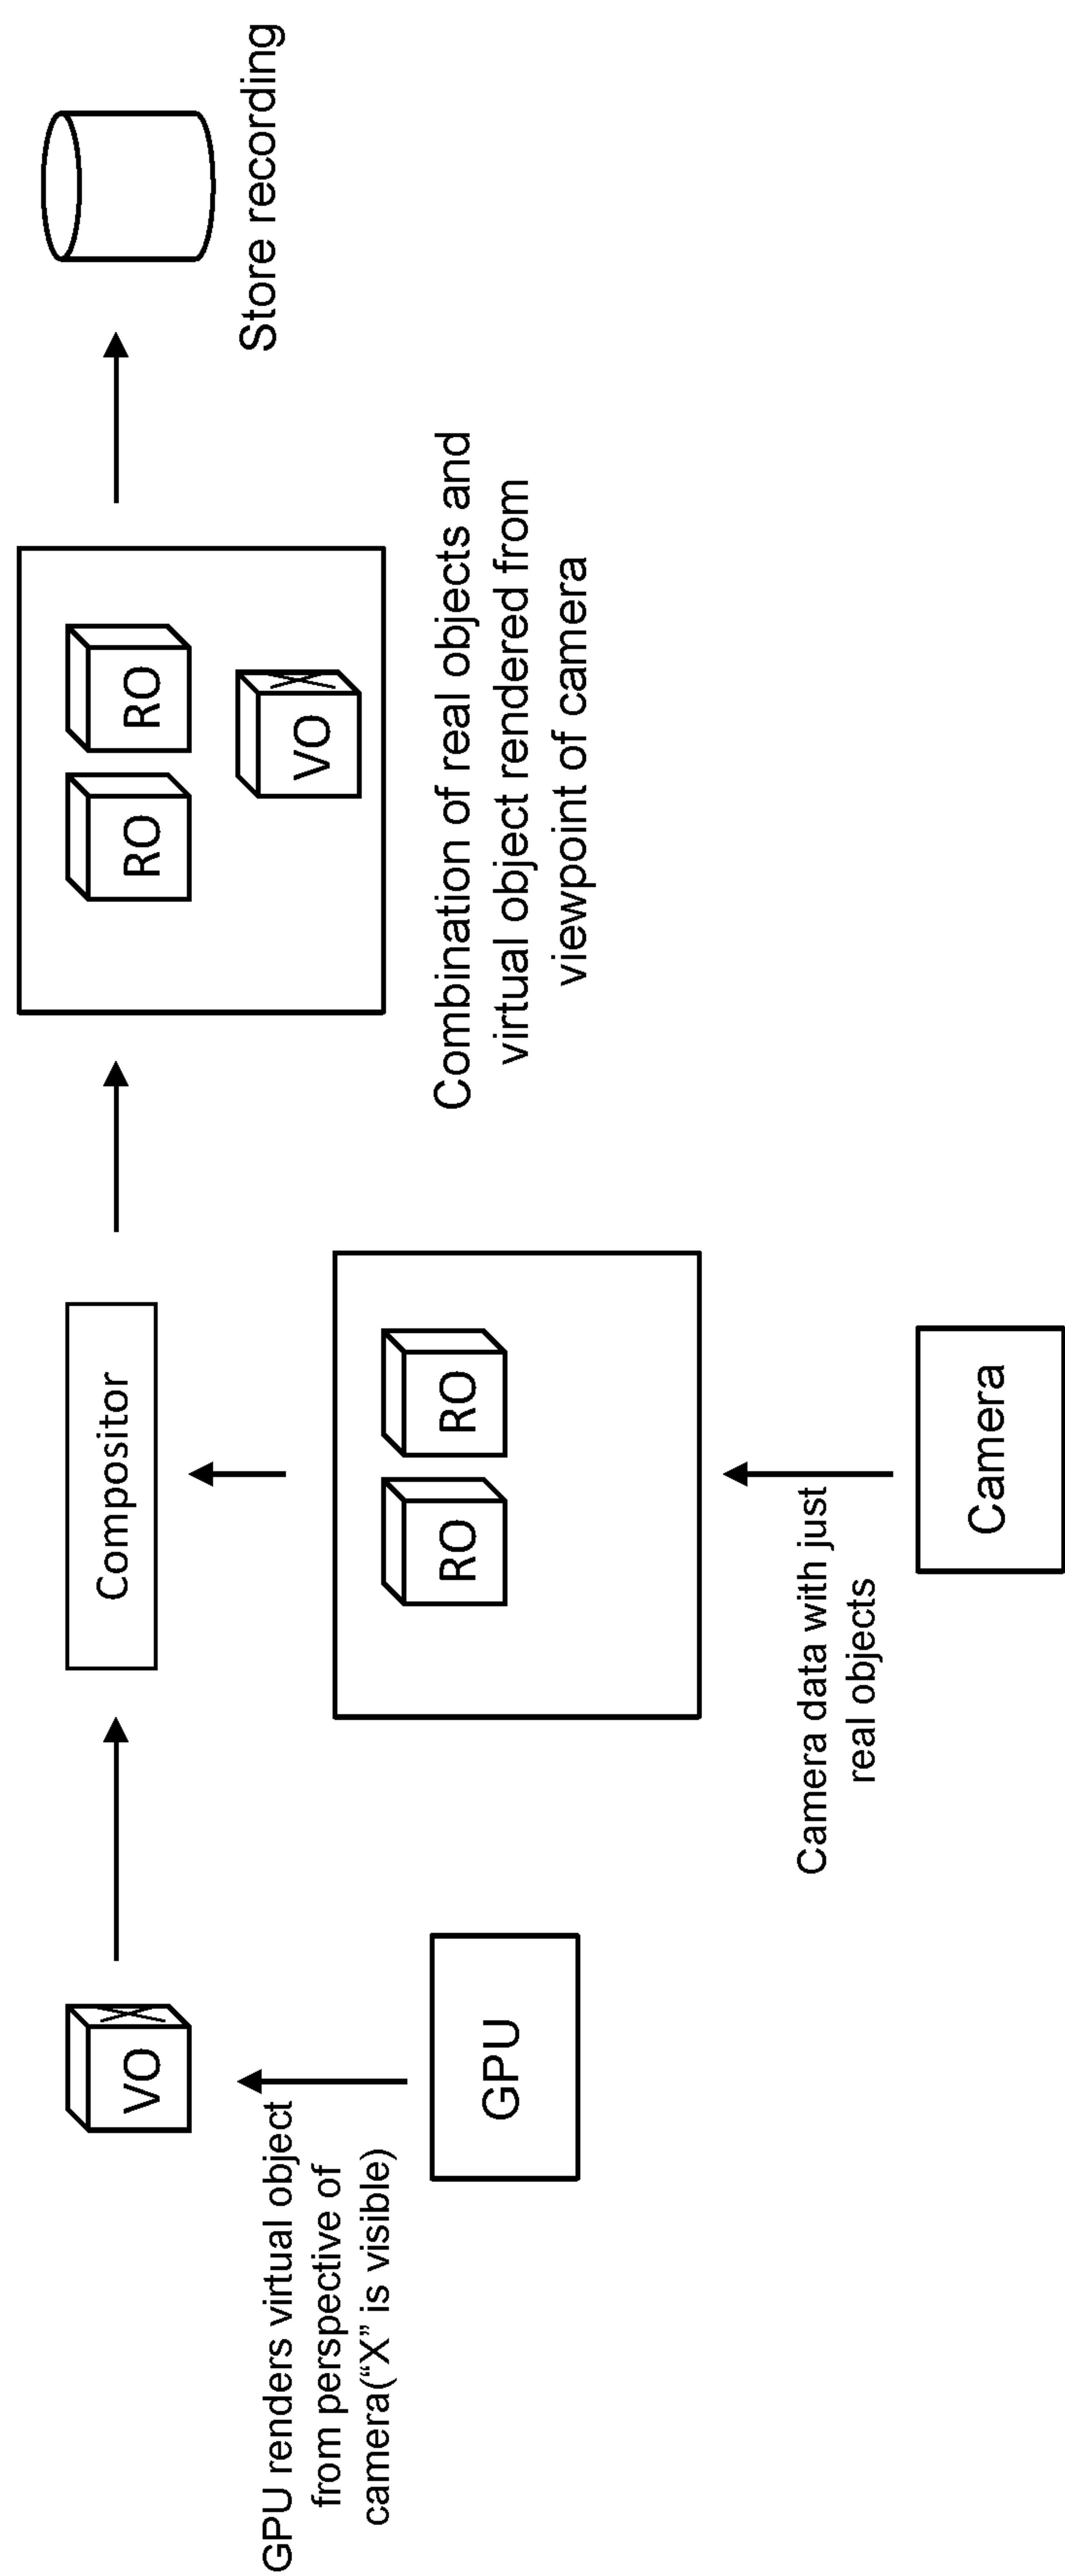 VO
GPU renders virtual object
from perspective of
camera(“X” is visible)
GPU
Compositor
RO
RO
Camera data with just
real objects
Camera
RO
RO
VO
X
Combination of real objects and
virtual object rendered from
viewpoint of camera
Store recording